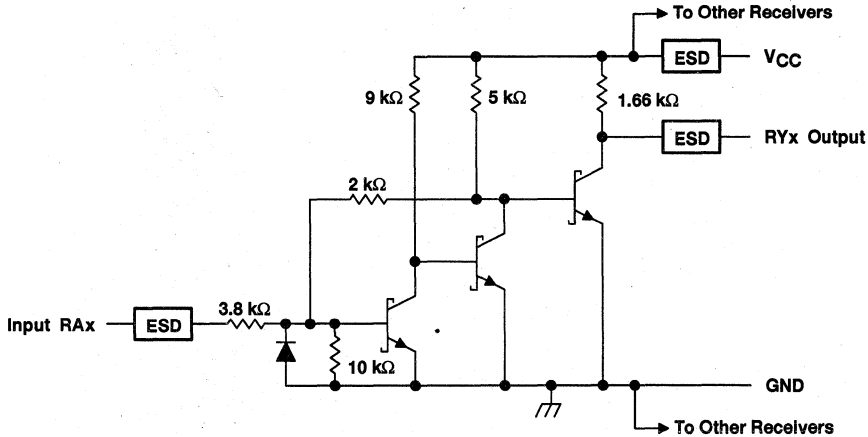 To Other Receivers
ESD
VCC
9 kΩ
5 kΩ
1.66 kΩ
ESD
RYx Output
2 kΩ
Input RAx
ESD
3.8 kΩ
10 kΩ
GND
To Other Receivers